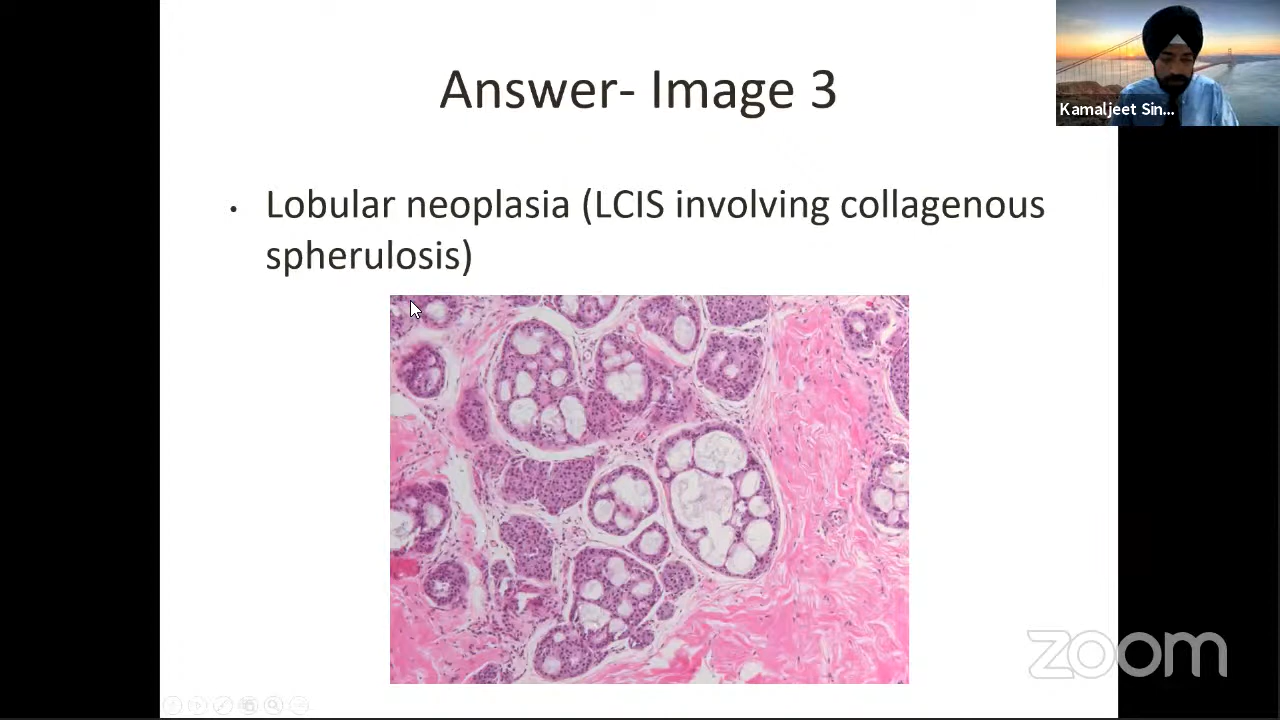 Answer- Image 3
Kamaljeet Sin...
• Lobular neoplasia (LCIS involving collagenous
spherulosis)
zoom